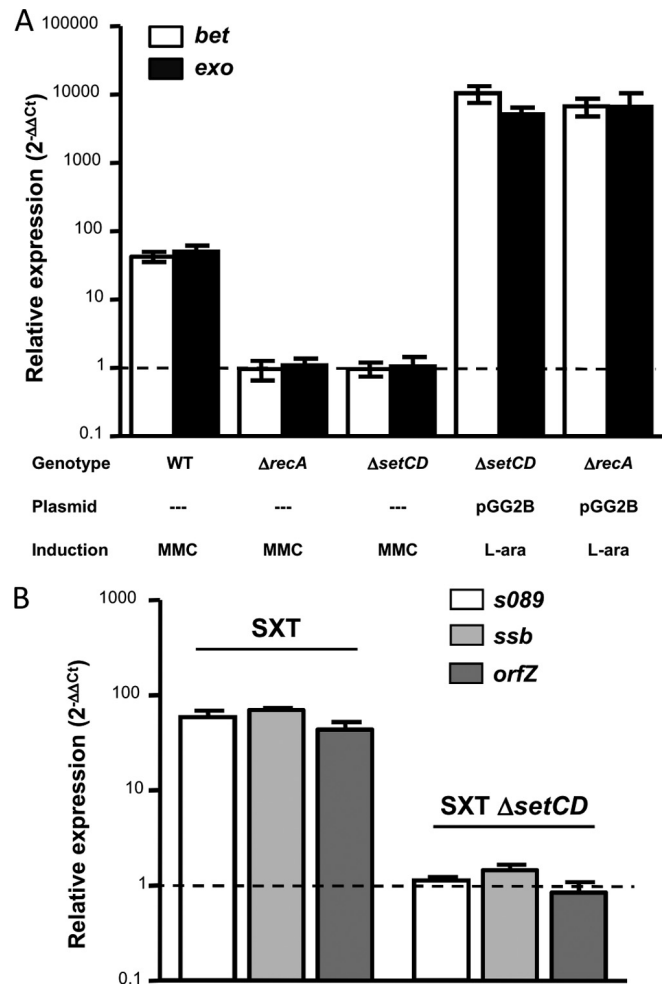 A
Relative expression (2-ΔΔCt)
100000
10000
1000
100
10
1
0.1
bet
exo
Genotype WT ΔrecA ΔsetCD ΔsetCD ΔrecA
Plasmid --- --- --- pGG2B pGG2B
Induction MMC MMC MMC L-ara L-ara
B
Relative expression (2-ΔΔCt)
1000
100
10
1
0.1
SXT
s089
ssb
orfZ
SXT ΔsetCD